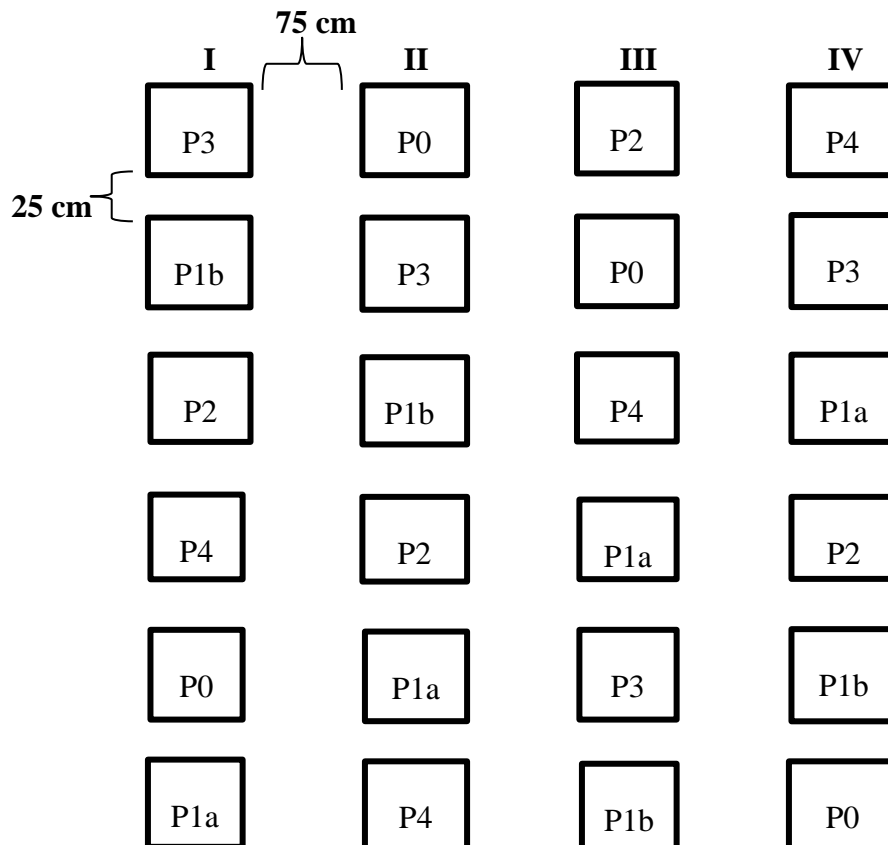 75 cm
I II III IV
P3 P0 P2 P4
25 cm
P1b P3 P0 P3
P2 P1b P4 P1a
P4 P2 P1a P2
P0 P1a P3 P1b
P1a P4 P1b P0